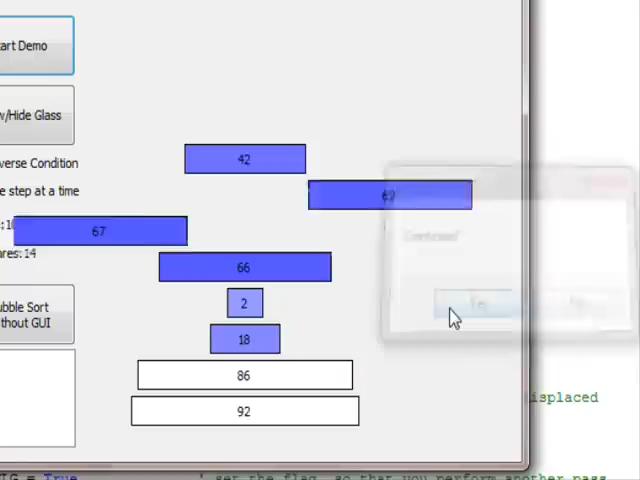 tart Demo
w/Hide Glass
42
verse Condition
e step at a time
67
ares: 14
66
2
ubble Sort
thout GUI
18
86
isplaced
92
IG = True ' set the flag, so that you perform another pass